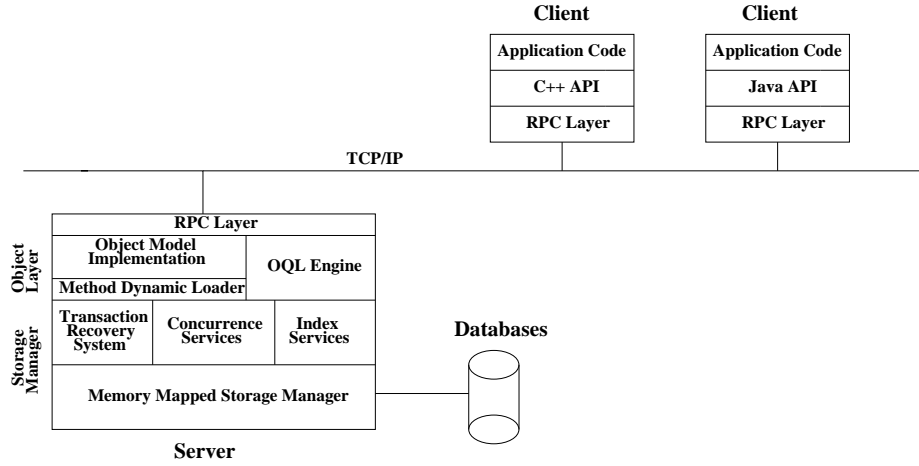 Client
Client
Application Code
C++ API
RPC Layer
Application Code
Java API
RPC Layer
TCP/IP
RPC Layer
Object Model
Implementation
OQL Engine
Method Dynamic Loader
Object
Layer
Transaction
Recovery
System
Concurrence
Services
Index
Services
Storage
Manager
Memory Mapped Storage Manager
Databases
Server